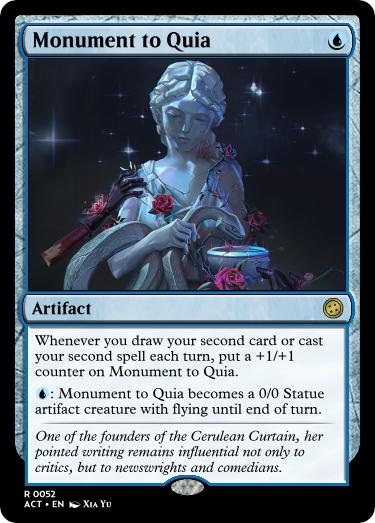 Monument to Quia
Artifact
Whenever you draw your second card or cast
your second spell each turn, put a +1/+1
counter on Monument to Quia.
: Monument to Quia becomes a 0/0 Statue
artifact creature with flying until end of turn.
One of the founders of the Cerulean Curtain, her
pointed writing remains influential not only to
critics, but to newswrights and comedians.
R 0052
ACT • EN Xia Yu